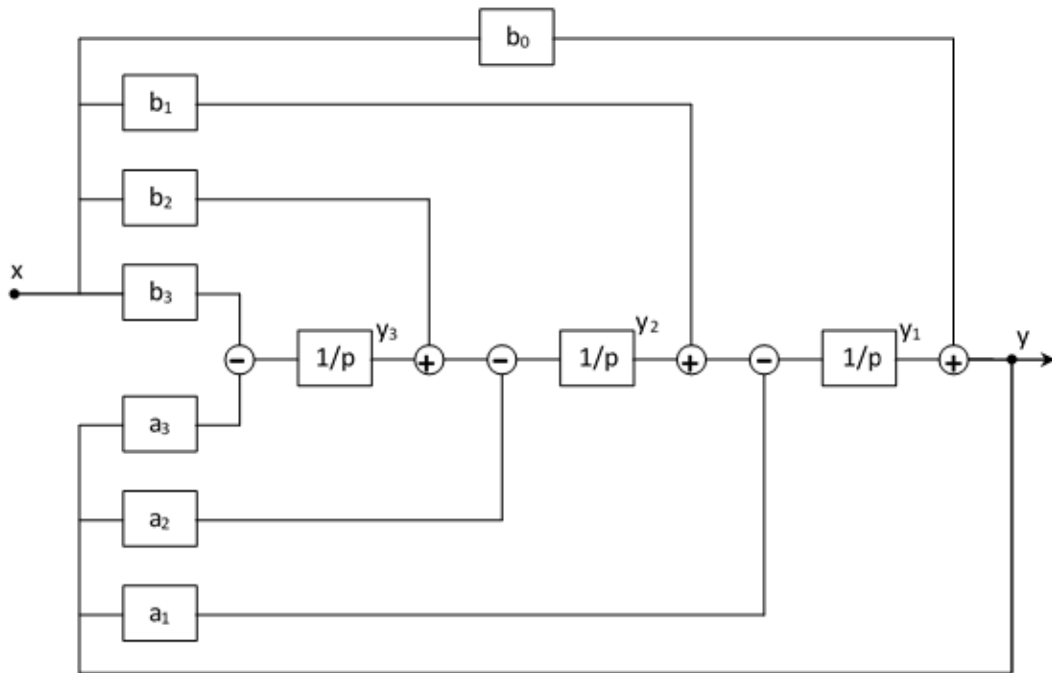 b₀
b₁
b₂
x
b₃
y₃
y₂
y₁
y
−
1/p
+
−
1/p
+
−
1/p
+
a₃
a₂
a₁